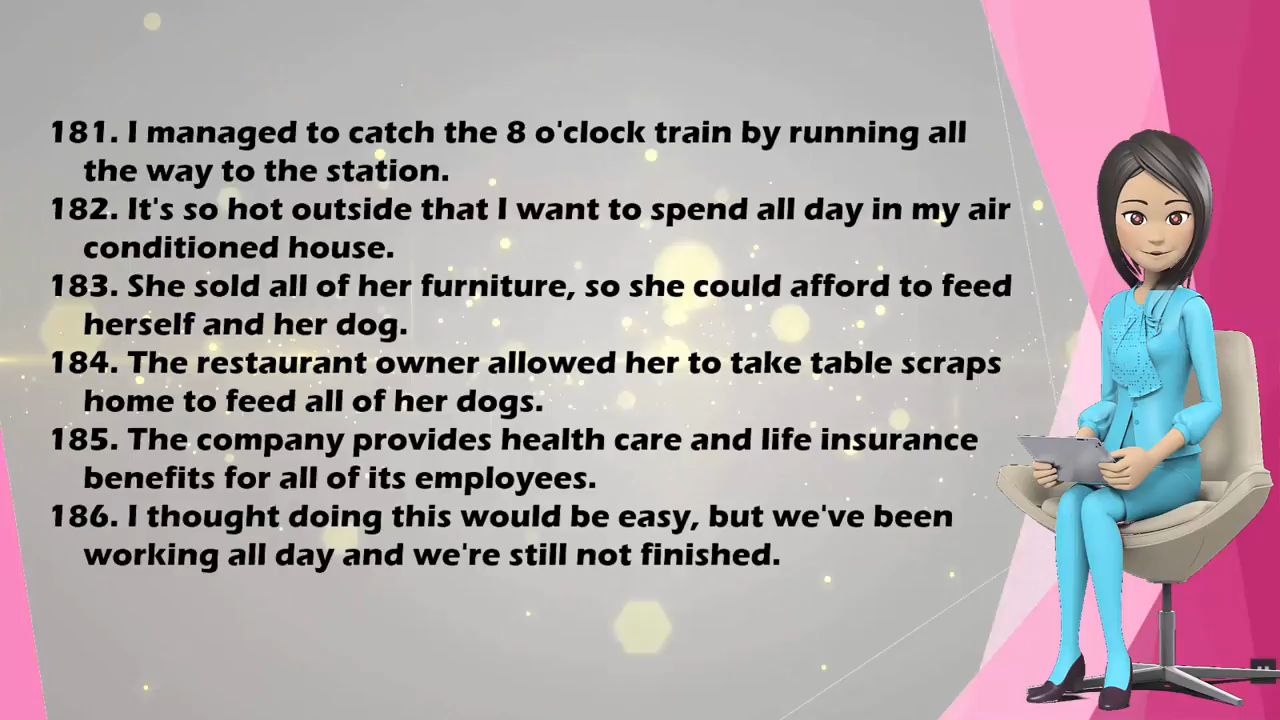 181. I managed to catch the 8 o'clock train by running all
the way to the station.
182. It's so hot outside that I want to spend all day in my air
conditioned house.
183. She sold all of her furniture, so she could afford to feed
herself and her dog.
184. The restaurant owner allowed her to take table scraps
home to feed all of her dogs.
185. The company provides health care and life insurance
benefits for all of its employees.
186. I thought doing this would be easy, but we've been
working all day and we're still not finished.